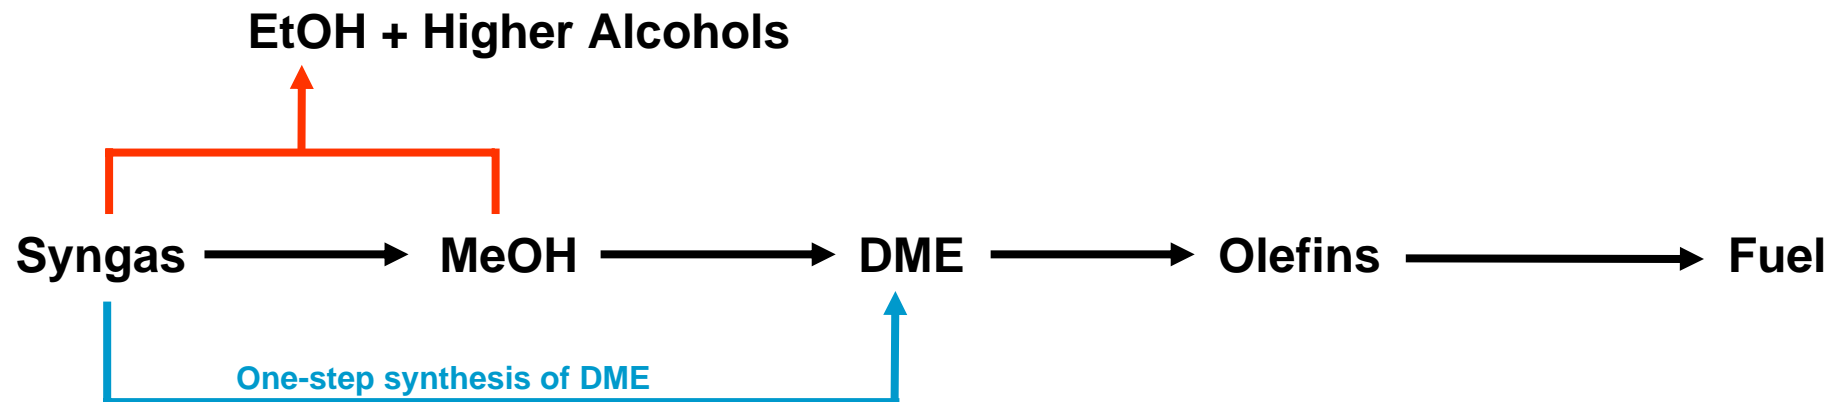 EtOH + Higher Alcohols
Syngas MeOH DME Olefins Fuel
One-step synthesis of DME